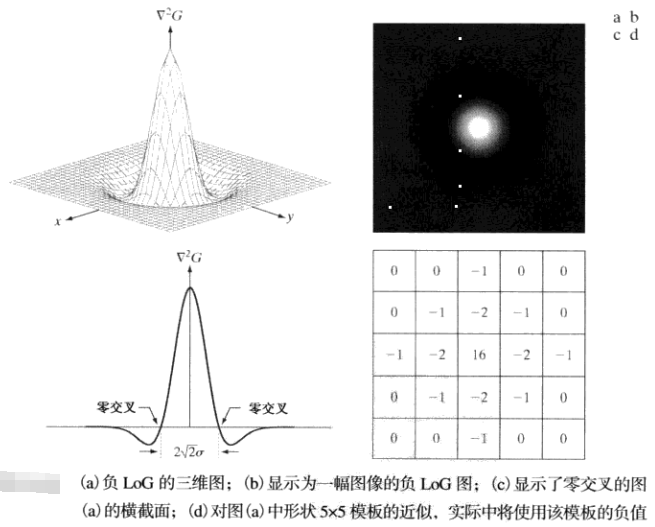 ∇²G
a b
c d
x
y
∇²G
零交叉
零交叉
2√2σ
0 0 −1 0 0
0 −1 −2 −1 0
−1 −2 16 −2 −1
0 −1 −2 −1 0
0 0 −1 0 0
(a)负 LoG 的三维图；(b)显示为一幅图像的负 LoG 图；(c)显示了零交叉的图
(a)的横截面；(d)对图(a)中形状 5×5 模板的近似，实际中将使用该模板的负值